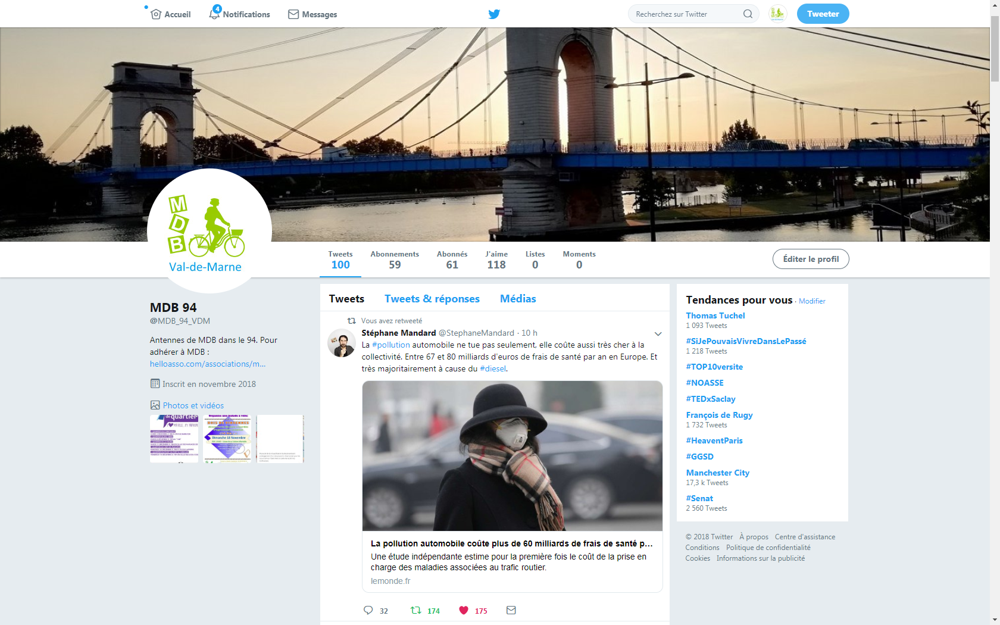 Accueil
4
Notifications
Messages
Recherchez sur Twitter
Tweeter
MDB
Val-de-Marne
Tweets
100
Abonnements
59
Abonnés
61
J'aime
118
Listes
0
Moments
0
Éditer le profil
MDB 94
@MDB_94_VDM
Antennes de MDB dans le 94. Pour
adhérer à MDB :
helloasso.com/associations/m...
Inscrit en novembre 2018
Photos et vidéos
Dimanche 18 Novembre
Tweets
Tweets & réponses
Médias
Vous avez retweeté
Stéphane Mandard @StephaneMandard · 10 h
La #pollution automobile ne tue pas seulement, elle coûte aussi très cher à la
collectivité. Entre 67 et 80 milliards d'euros de frais de santé par an en Europe. Et
très majoritairement à cause du #diesel.
La pollution automobile coûte plus de 60 milliards de frais de santé p...
Une étude indépendante estime pour la première fois le coût de la prise en
charge des maladies associées au trafic routier.
lemonde.fr
32
174
175
Tendances pour vous · Modifier
Thomas Tuchel
1 093 Tweets
#SiJePouvaisVivreDansLePassé
1 218 Tweets
#TOP10versite
#NOASSE
#TEDxSaclay
François de Rugy
1 732 Tweets
#HeaventParis
#GGSD
Manchester City
17,3 k Tweets
#Senat
2 560 Tweets
© 2018 Twitter À propos Centre d'assistance
Conditions Politique de confidentialité
Cookies Informations sur la publicité